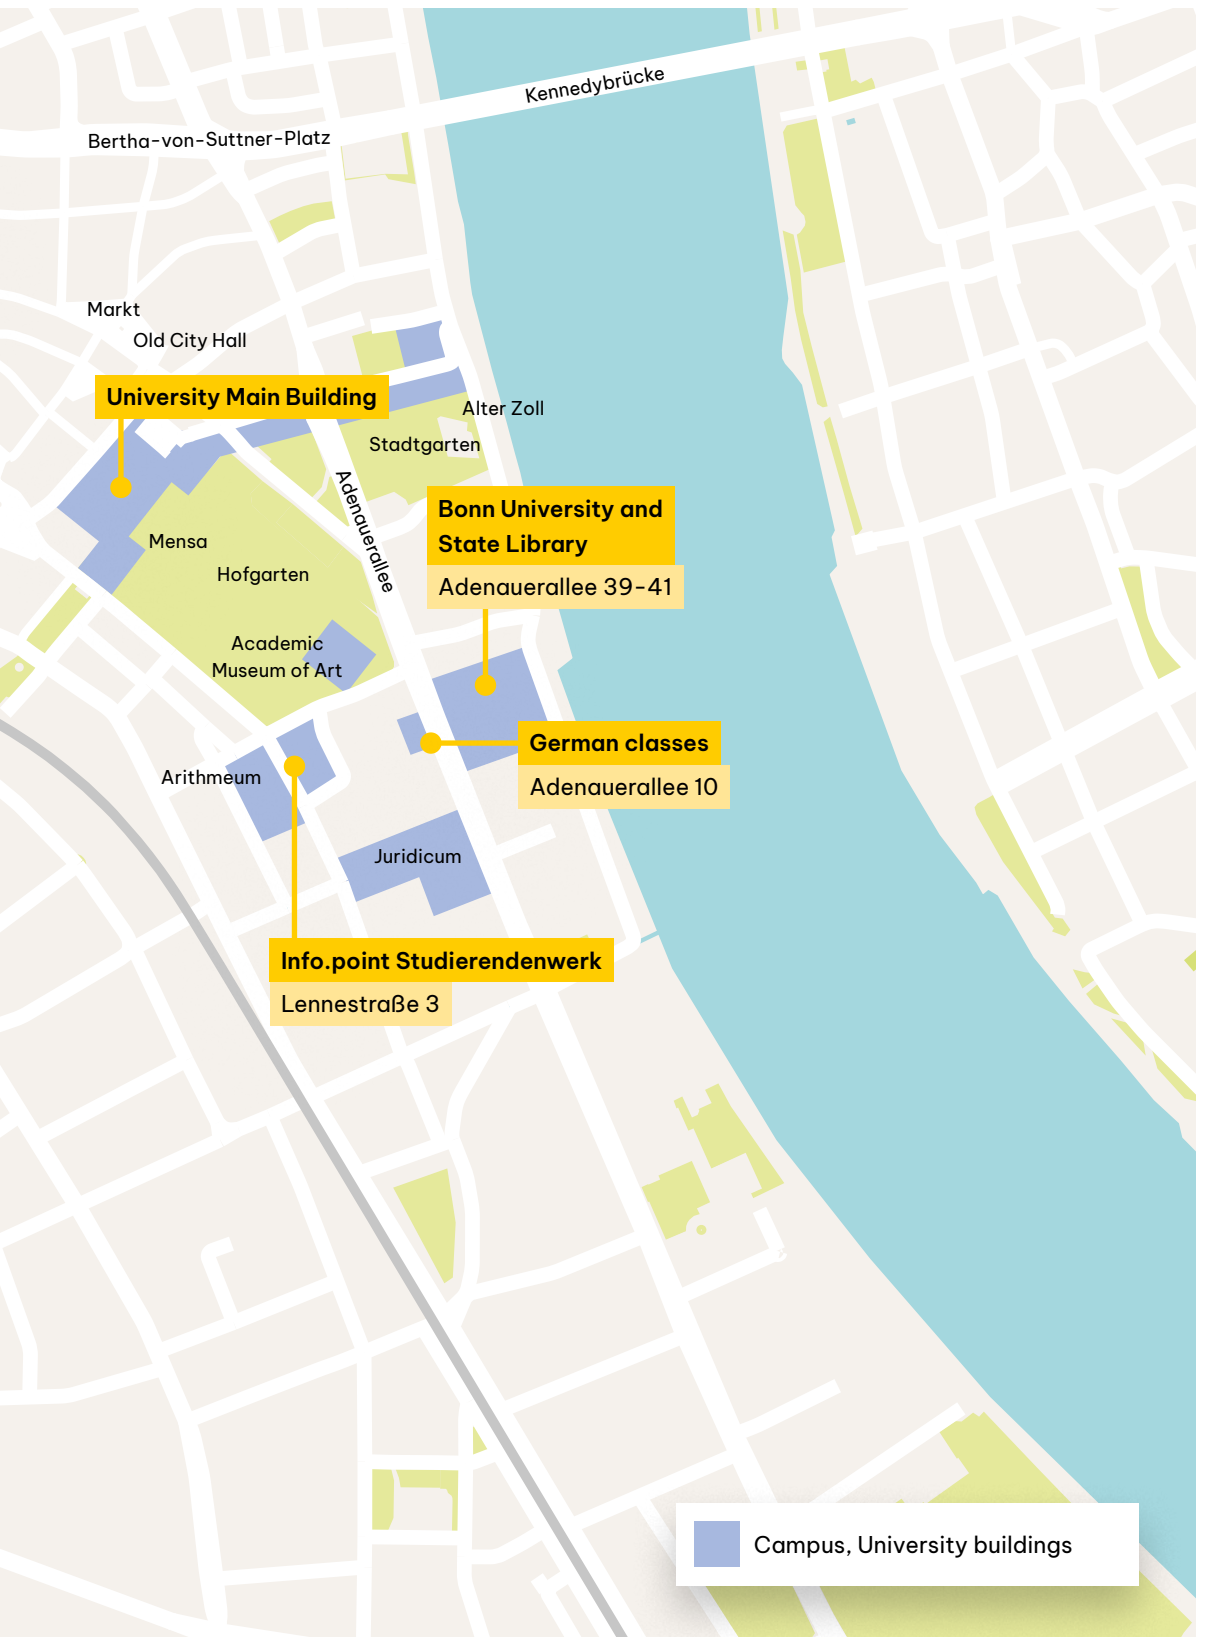 Kennedybrücke
Bertha-von-Suttner-Platz
Markt
Old City Hall
University Main Building
Alter Zoll
Stadtgarten
Adenauerallee
Bonn University and
State Library
Adenauerallee 39-41
Mensa
Hofgarten
Academic
Museum of Art
German classes
Adenauerallee 10
Arithmeum
Juridicum
Info.point Studierendenwerk
Lennestraße 3
Campus, University buildings